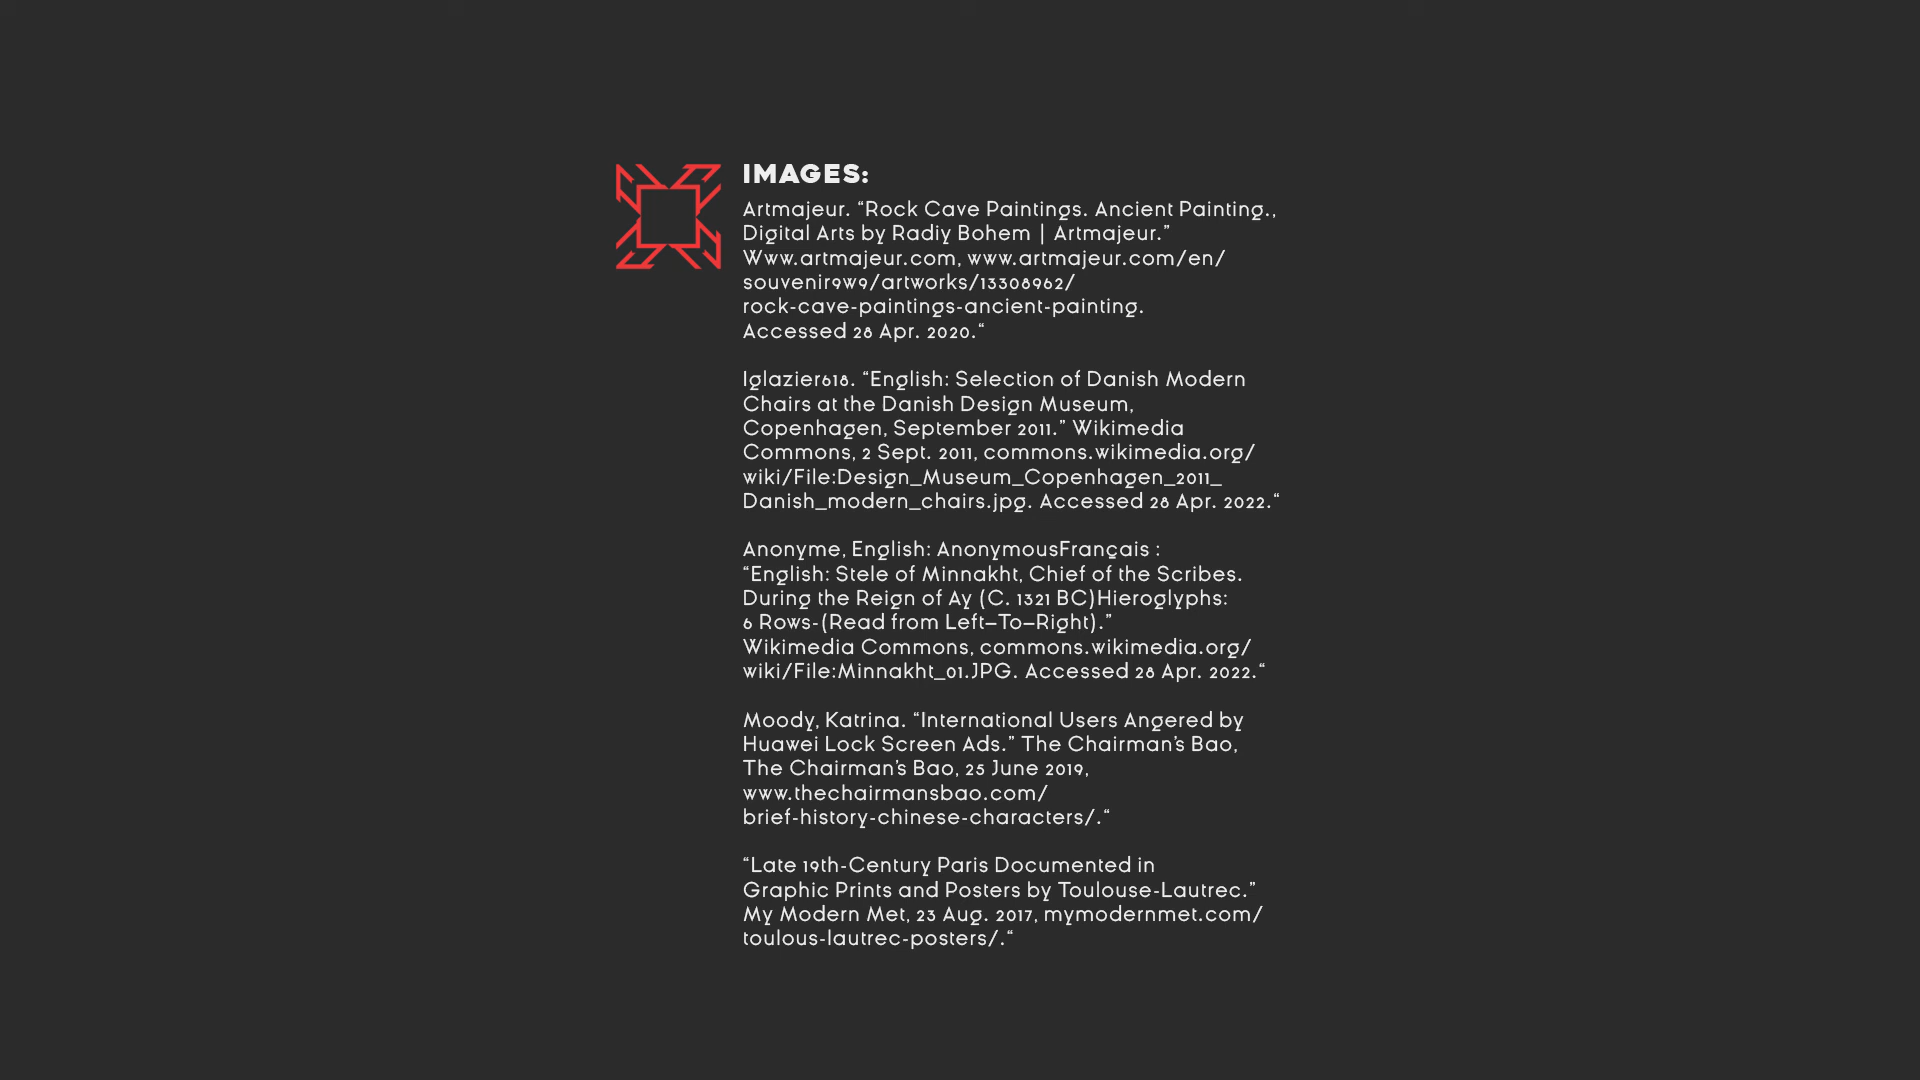 IMAGES:
Artmajeur. “Rock Cave Paintings. Ancient Painting.,
Digital Arts by Radiy Bohem | Artmajeur.”
Www.artmajeur.com, www.artmajeur.com/en/
souvenir9w9/artworks/13308962/
rock-cave-paintings-ancient-painting.
Accessed 28 Apr. 2020.“
Iglazier618. “English: Selection of Danish Modern
Chairs at the Danish Design Museum,
Copenhagen, September 2011.” Wikimedia
Commons, 2 Sept. 2011, commons.wikimedia.org/
wiki/File:Design_Museum_Copenhagen_2011_
Danish_modern_chairs.jpg. Accessed 28 Apr. 2022.“
Anonyme, English: AnonymousFrançais :
“English: Stele of Minnakht, Chief of the Scribes.
During the Reign of Ay (C. 1321 BC)Hieroglyphs:
6 Rows-(Read from Left–To–Right).”
Wikimedia Commons, commons.wikimedia.org/
wiki/File:Minnakht_01.JPG. Accessed 28 Apr. 2022.“
Moody, Katrina. “International Users Angered by
Huawei Lock Screen Ads.” The Chairman’s Bao,
The Chairman’s Bao, 25 June 2019,
www.thechairmansbao.com/
brief-history-chinese-characters/.“
“Late 19th-Century Paris Documented in
Graphic Prints and Posters by Toulouse-Lautrec.”
My Modern Met, 23 Aug. 2017, mymodernmet.com/
toulous-lautrec-posters/.“